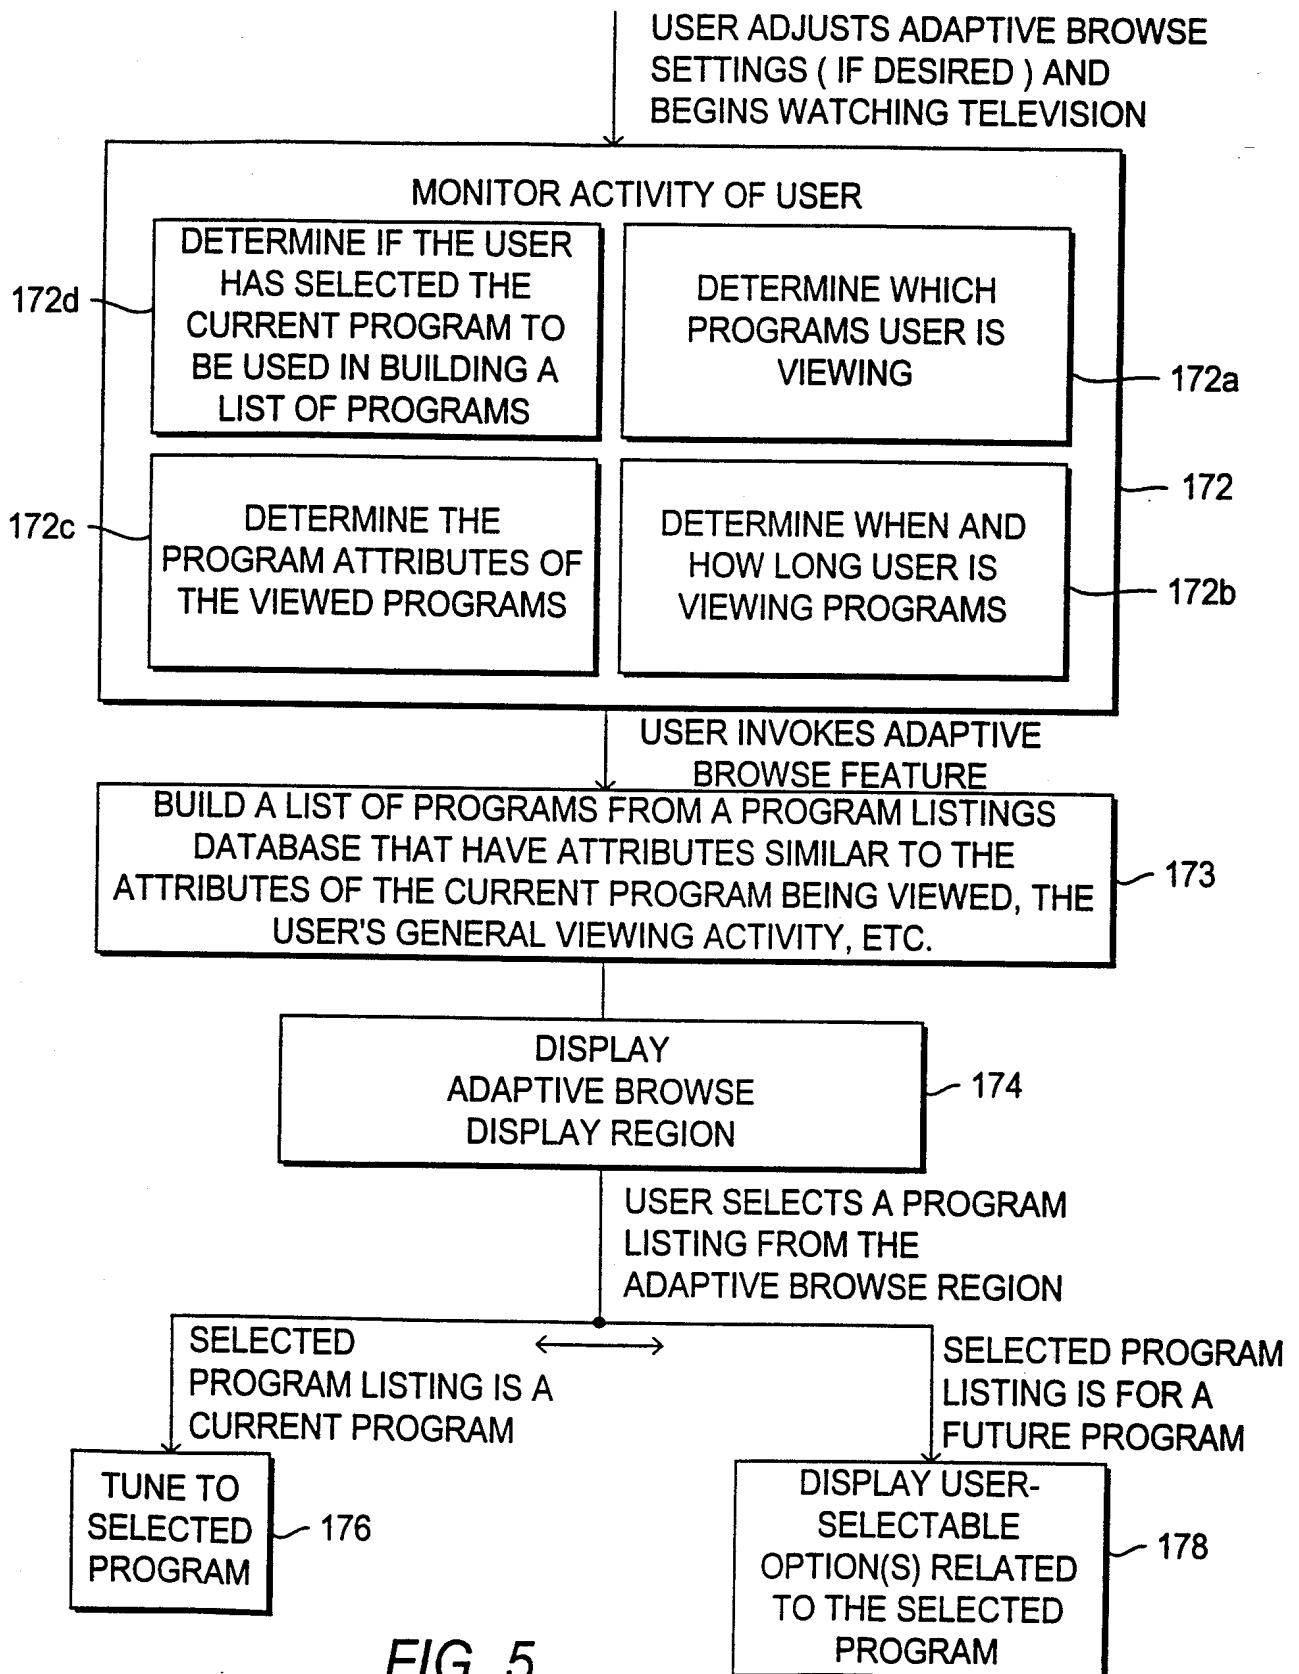 USER ADJUSTS ADAPTIVE BROWSE
SETTINGS ( IF DESIRED ) AND
BEGINS WATCHING TELEVISION
MONITOR ACTIVITY OF USER
DETERMINE IF THE USER
HAS SELECTED THE
CURRENT PROGRAM TO
BE USED IN BUILDING A
LIST OF PROGRAMS
172d
DETERMINE WHICH
PROGRAMS USER IS
VIEWING
172a
172
DETERMINE THE
PROGRAM ATTRIBUTES OF
THE VIEWED PROGRAMS
172c
DETERMINE WHEN AND
HOW LONG USER IS
VIEWING PROGRAMS
172b
USER INVOKES ADAPTIVE
BROWSE FEATURE
BUILD A LIST OF PROGRAMS FROM A PROGRAM LISTINGS
DATABASE THAT HAVE ATTRIBUTES SIMILAR TO THE
ATTRIBUTES OF THE CURRENT PROGRAM BEING VIEWED, THE
USER'S GENERAL VIEWING ACTIVITY, ETC.
173
DISPLAY
ADAPTIVE BROWSE
DISPLAY REGION
174
USER SELECTS A PROGRAM
LISTING FROM THE
ADAPTIVE BROWSE REGION
SELECTED
PROGRAM LISTING IS A
CURRENT PROGRAM
SELECTED PROGRAM
LISTING IS FOR A
FUTURE PROGRAM
TUNE TO
SELECTED
PROGRAM
176
DISPLAY USER-
SELECTABLE
OPTION(S) RELATED
TO THE SELECTED
PROGRAM
178
FIG. 5